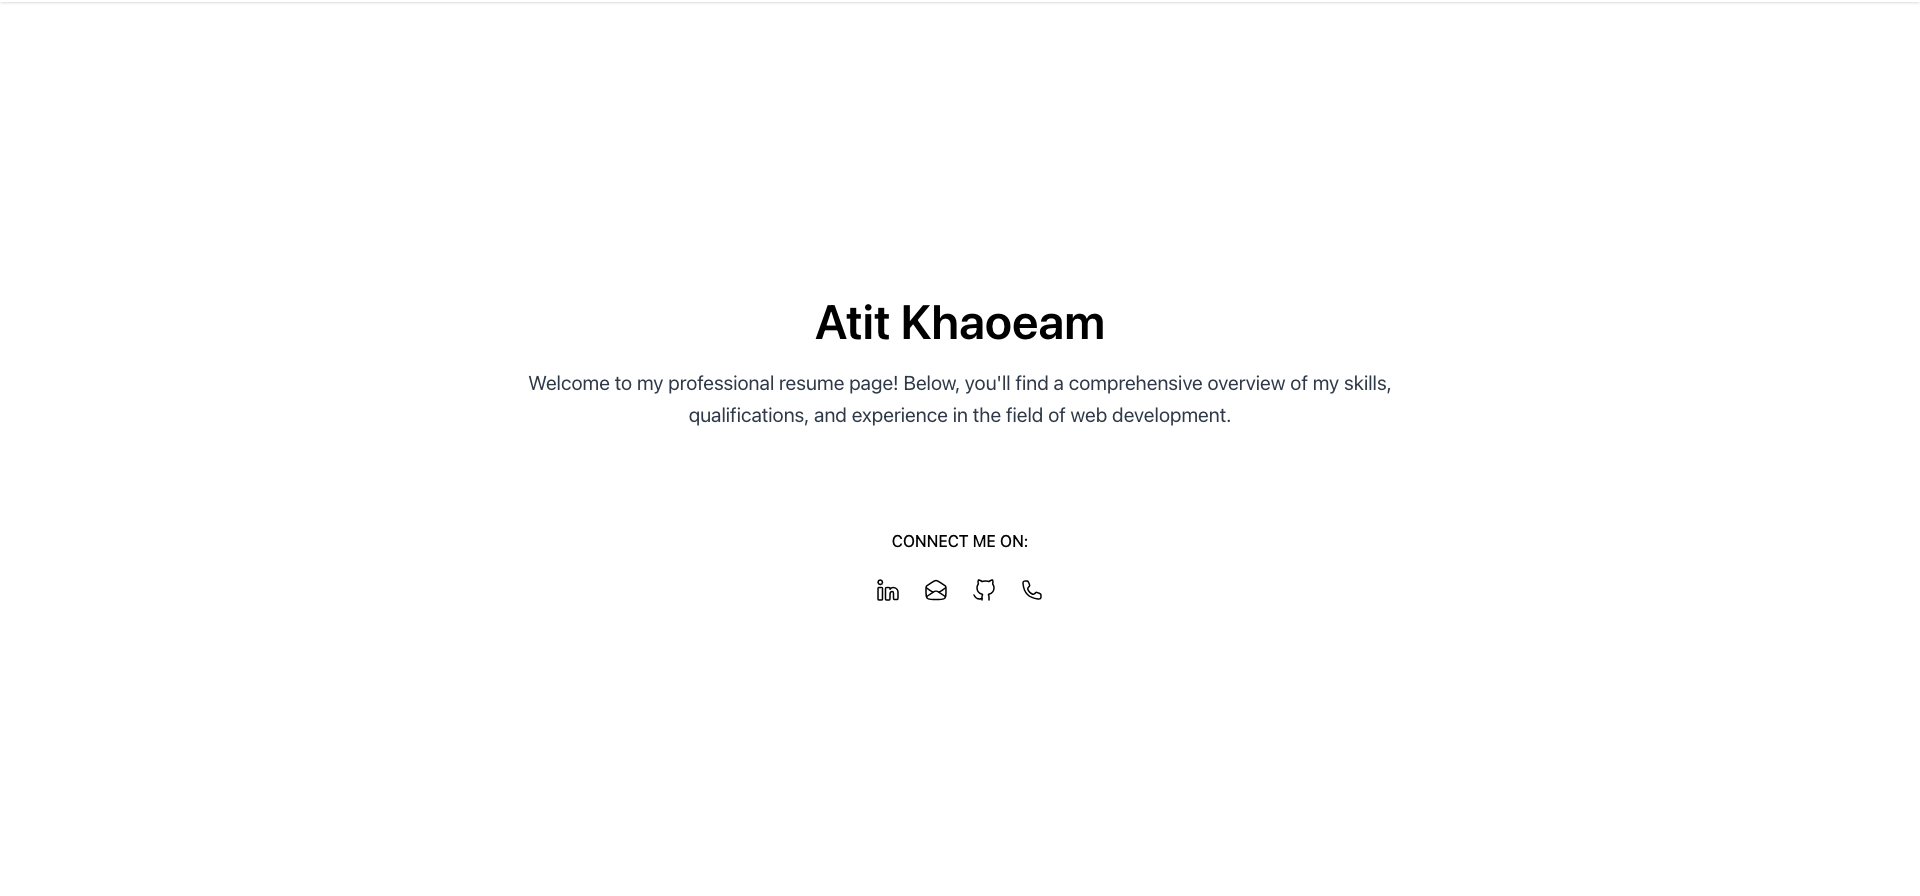 Atit Khaoeam
Welcome to my professional resume page! Below, you'll find a comprehensive overview of my skills,
qualifications, and experience in the field of web development.
CONNECT ME ON: